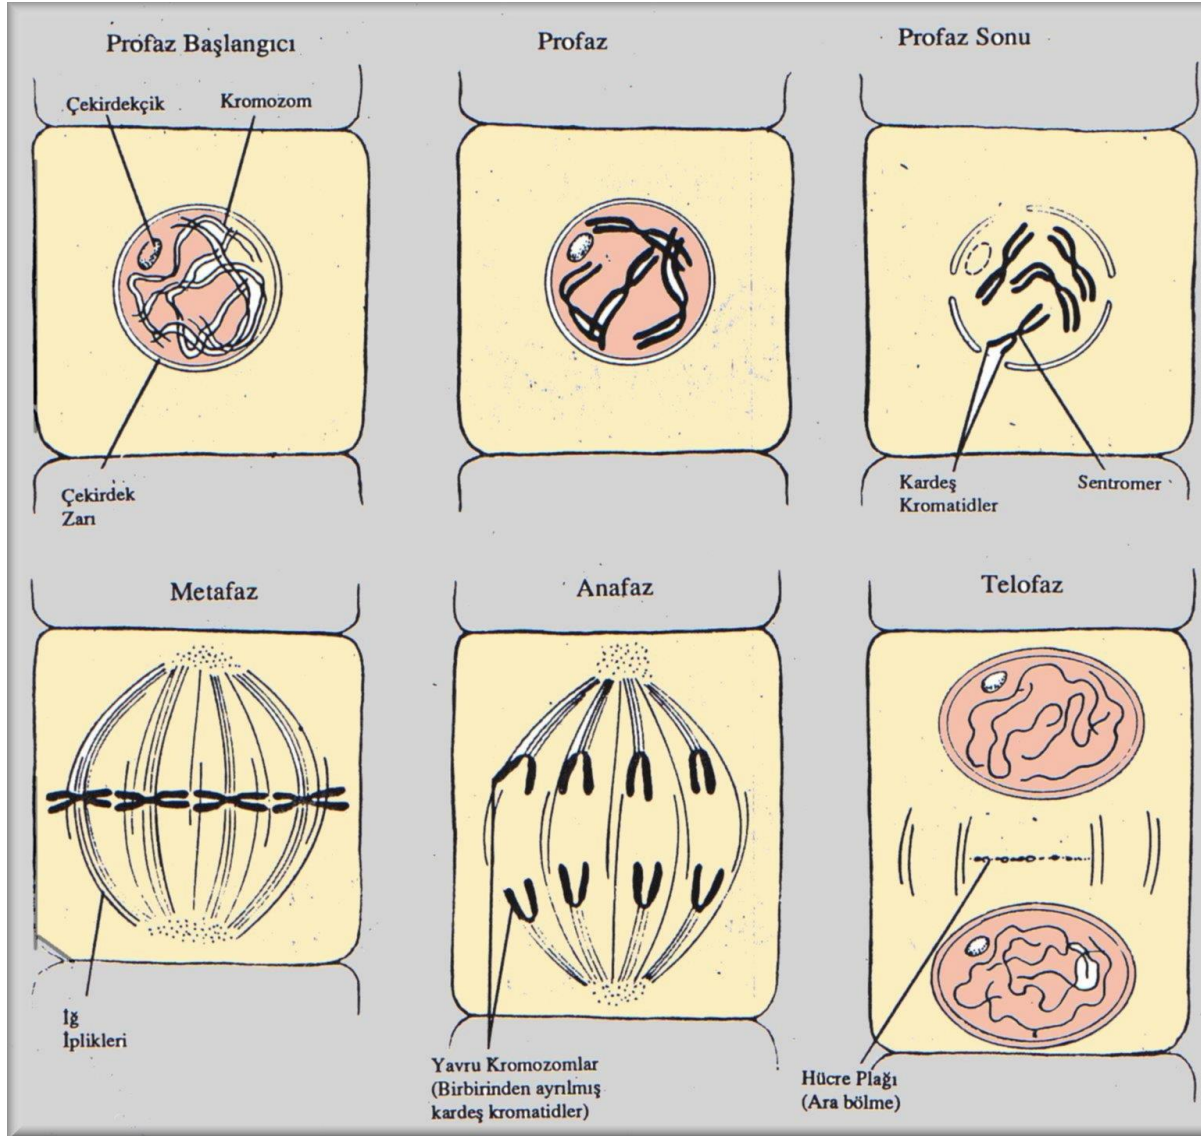 Profaz Başlangıcı
Profaz
Profaz Sonu
Çekirdekçik
Kromozom
Çekirdek
Zarı
Kardeş
Kromatidler
Sentromer
Metafaz
Anafaz
Telofaz
İğ
İplikleri
Yavru Kromozomlar
(Birbirinden ayrılmış
kardeş kromatidler)
Hücre Plağı
(Ara bölme)